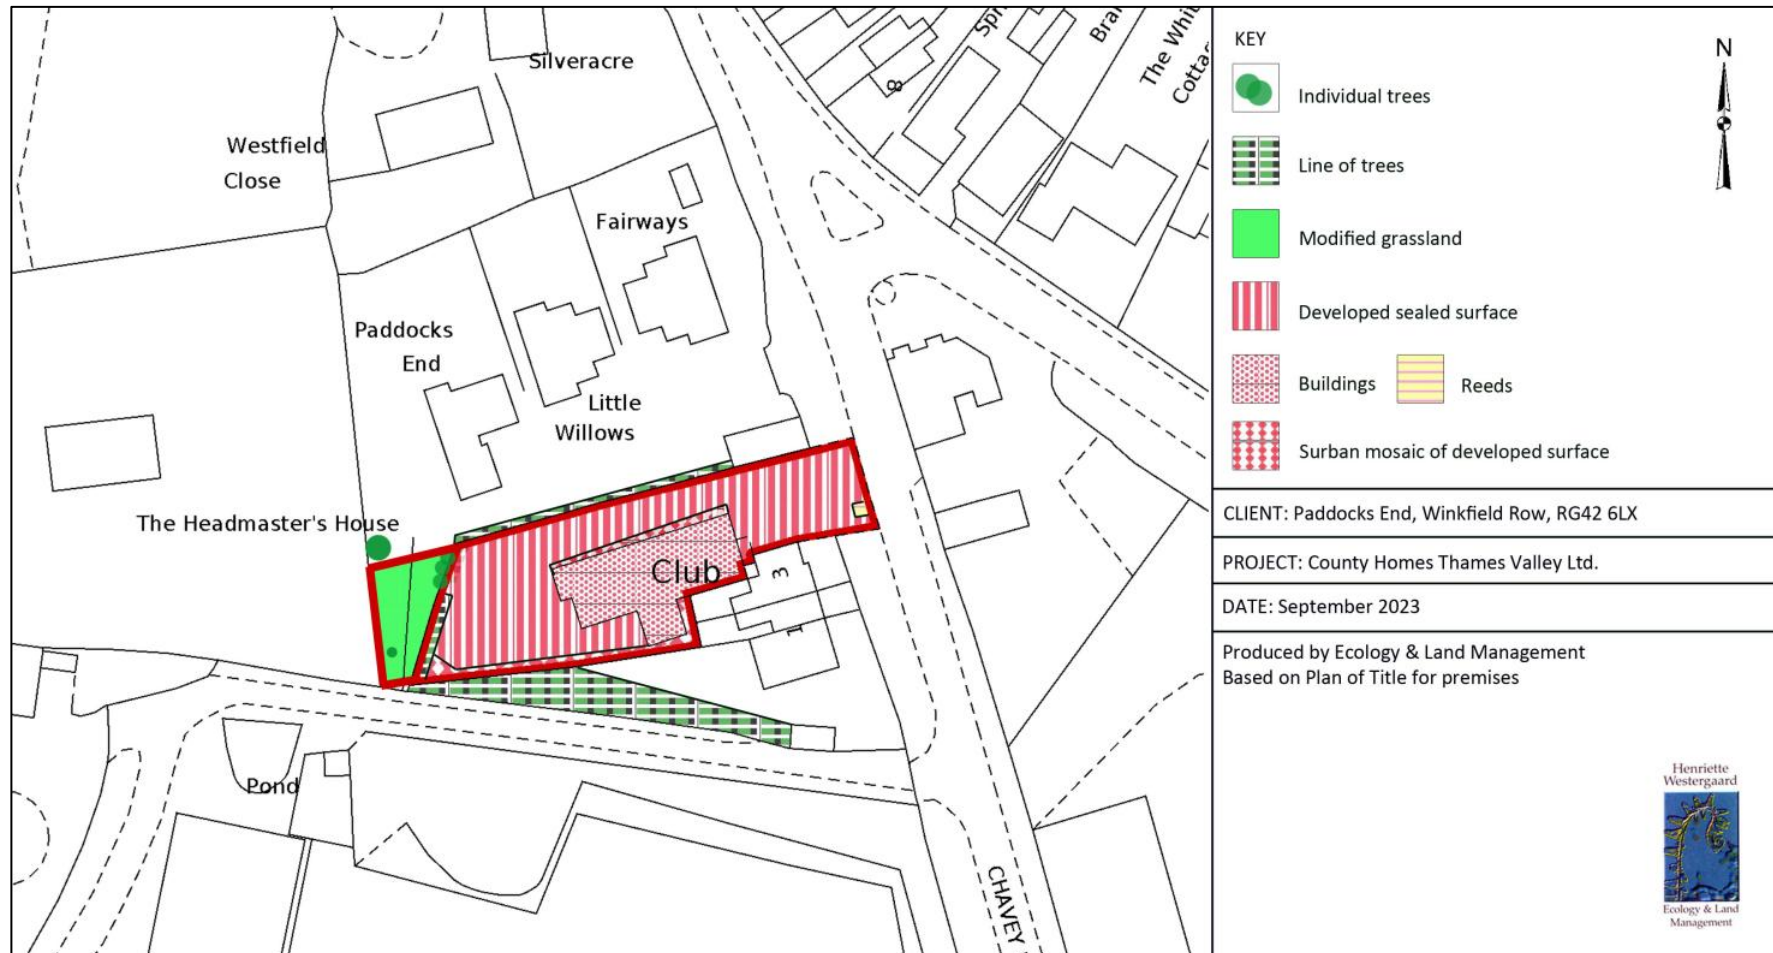 Silveracre
Westfield
Close
Fairways
Paddocks
End
Little
Willows
The Headmaster's House
Club
3
1
8
Pond
CHAVEY
The
KEY
N
Individual trees
Line of trees
Modified grassland
Developed sealed surface
Buildings
Reeds
Surban mosaic of developed surface
CLIENT: Paddocks End, Winkfield Row, RG42 6LX
PROJECT: County Homes Thames Valley Ltd.
DATE: September 2023
Produced by Ecology & Land Management
Based on Plan of Title for premises
Henriette
Westergaard
Ecology & Land
Management